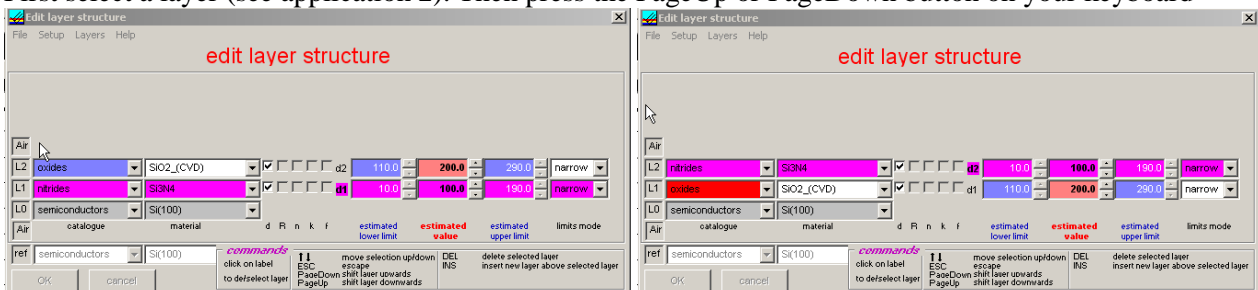 First select a layer (see application 2). Then press the PageUp or PageDown button on your keyboard
Edit layer structure
File Setup Layers Help
edit layer structure
Air
L2 oxides SiO2_(CVD) d2 110.0 200.0 290.0 narrow
L1 nitrides Si3N4 d1 10.0 100.0 190.0 narrow
L0 semiconductors Si(100)
Air catalogue material d R n k f estimated lower limit estimated value estimated upper limit limits mode
ref semiconductors Si(100)
commands
click on label
to de/select layer
↑↓ move selection up/down
ESC escape
PageDown shift layer upwards
PageUp shift layer downwards
DEL delete selected layer
INS insert new layer above selected layer
OK cancel
Edit layer structure
File Setup Layers Help
edit layer structure
Air
L2 nitrides Si3N4 d2 10.0 100.0 190.0 narrow
L1 oxides SiO2_(CVD) d1 110.0 200.0 290.0 narrow
L0 semiconductors Si(100)
Air catalogue material d R n k f estimated lower limit estimated value estimated upper limit limits mode
ref semiconductors Si(100)
commands
click on label
to de/select layer
↑↓ move selection up/down
ESC escape
PageDown shift layer upwards
PageUp shift layer downwards
DEL delete selected layer
INS insert new layer above selected layer
OK cancel